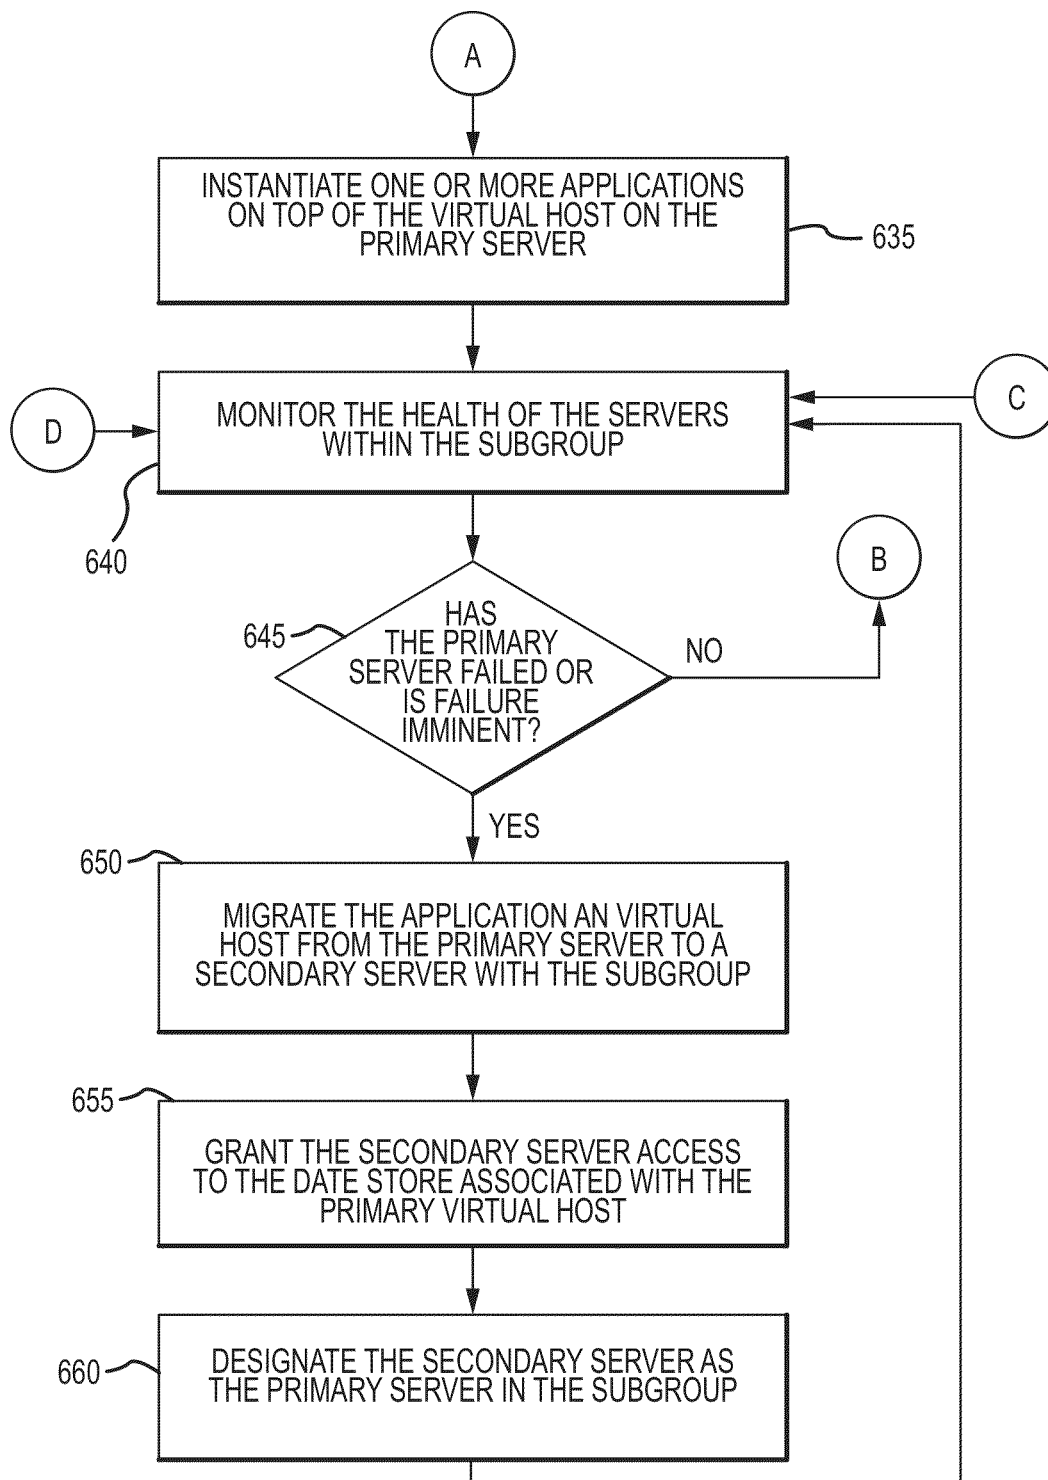 A
INSTANTIATE ONE OR MORE APPLICATIONS
ON TOP OF THE VIRTUAL HOST ON THE
PRIMARY SERVER
635
MONITOR THE HEALTH OF THE SERVERS
WITHIN THE SUBGROUP
C
D
640
B
645
HAS
THE PRIMARY
SERVER FAILED OR
IS FAILURE
IMMINENT?
NO
YES
650
MIGRATE THE APPLICATION AN VIRTUAL
HOST FROM THE PRIMARY SERVER TO A
SECONDARY SERVER WITH THE SUBGROUP
655
GRANT THE SECONDARY SERVER ACCESS
TO THE DATE STORE ASSOCIATED WITH THE
PRIMARY VIRTUAL HOST
660
DESIGNATE THE SECONDARY SERVER AS
THE PRIMARY SERVER IN THE SUBGROUP